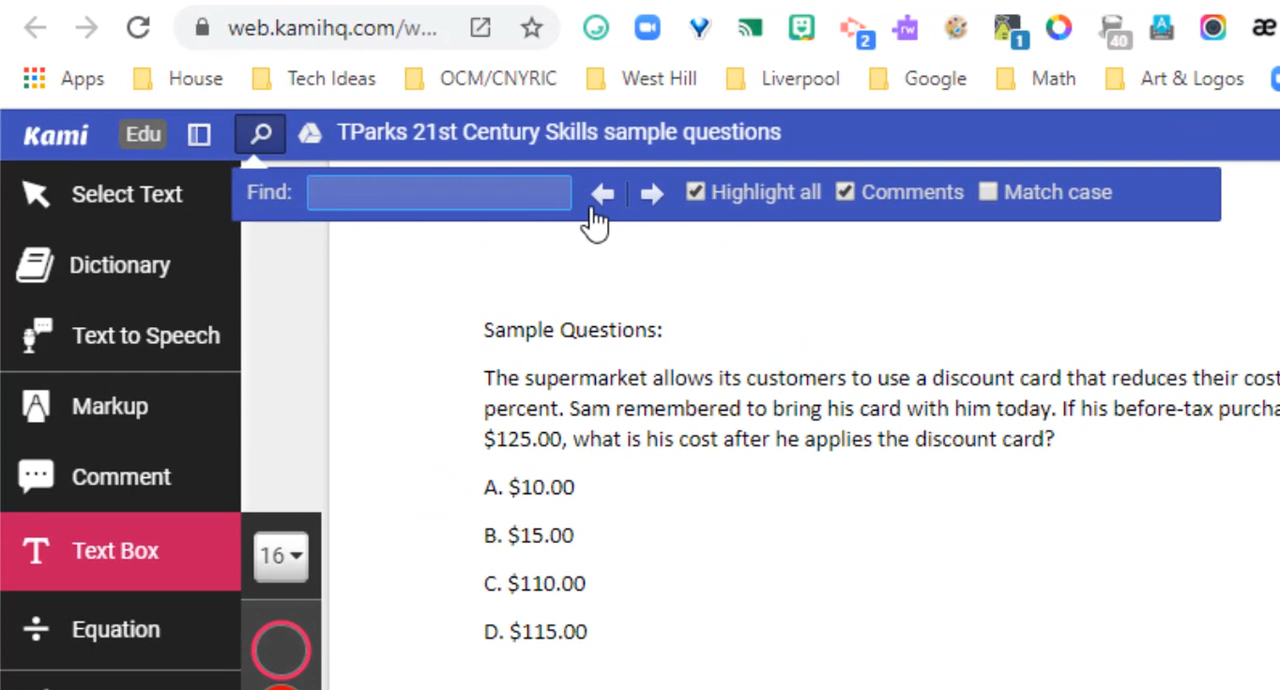 web.kamihq.com/w...
2
rw
1
40
æ
Apps House Tech Ideas OCM/CNYRIC West Hill Liverpool Google Math Art & Logos
Kami Edu TParks 21st Century Skills sample questions
Find: Highlight all Comments Match case
Select Text
Dictionary
Text to Speech
Markup
Comment
T Text Box
16
Equation
Sample Questions:
The supermarket allows its customers to use a discount card that reduces their cost
percent. Sam remembered to bring his card with him today. If his before-tax purcha
$125.00, what is his cost after he applies the discount card?
A. $10.00
B. $15.00
C. $110.00
D. $115.00